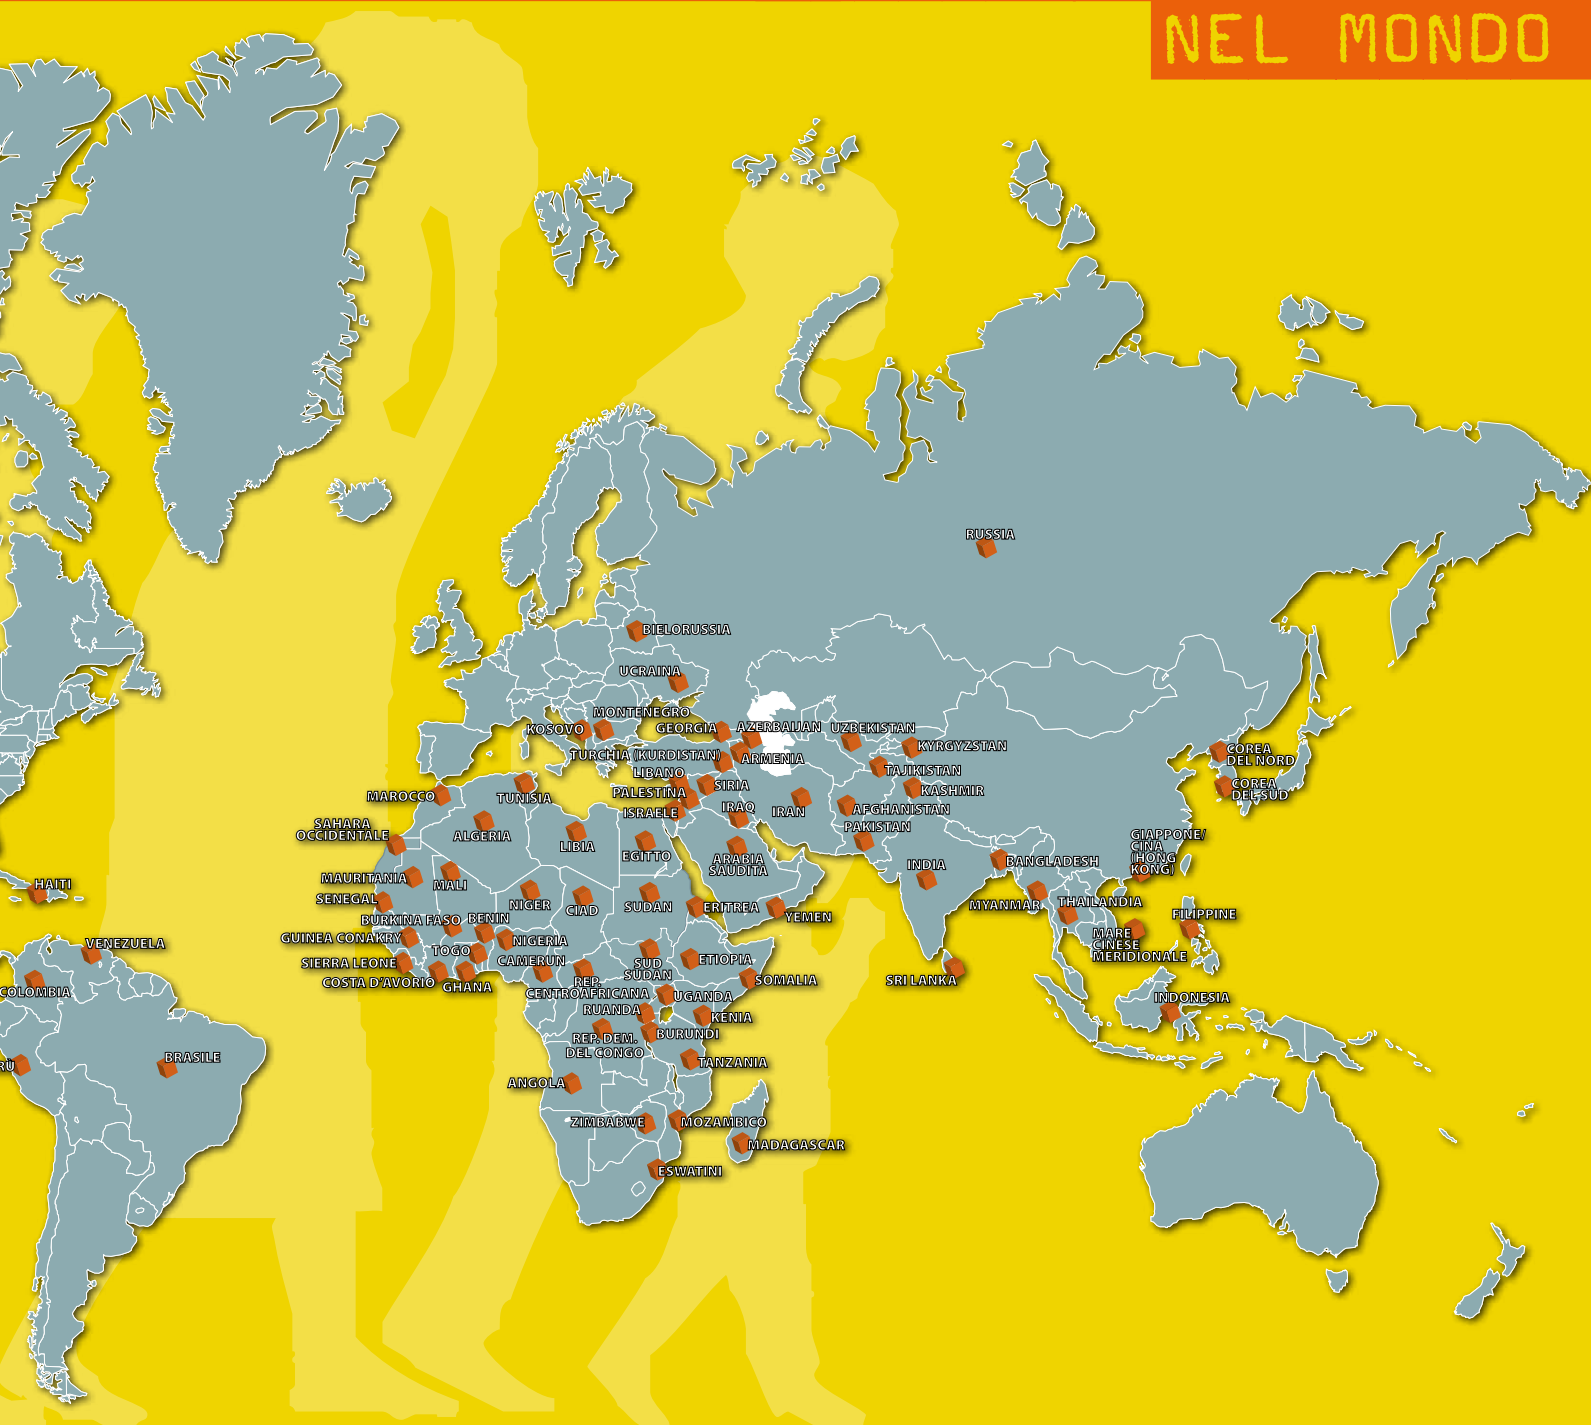 NEL MONDO
RUSSIA
BIELORUSSIA
UCRAINA
MONTENEGRO
KOSOVO
GEORGIA
AZERBAIJAN
UZBEKISTAN
KYRGYZSTAN
TURCHIA (KURDISTAN)
ARMENIA
TAJIKISTAN
COREA
DEL NORD
LIBANO
SIRIA
KASHMIR
COREA
DEL SUD
PALESTINA
MAROCCO
TUNISIA
ISRAELE
IRAQ
IRAN
AFGHANISTAN
PAKISTAN
SAHARA
OCCIDENTALE
ALGERIA
LIBIA
EGITTO
ARABIA
SAUDITA
INDIA
BANGLADESH
GIAPPONE/
CINA
(HONG
KONG)
HAITI
MAURITANIA
MALI
SENEGAL
NIGER
CIAD
SUDAN
ERITREA
YEMEN
MYANMAR
THAILANDIA
FILIPPINE
BURKINA FASO
BENIN
GUINEA CONAKRY
NIGERIA
TOGO
MARE
CINESE
MERIDIONALE
VENEZUELA
SIERRA LEONE
CAMERUN
SUD
SUDAN
ETIOPIA
SOMALIA
SRI LANKA
COSTA D'AVORIO
GHANA
REP.
CENTROAFRICANA
COLOMBIA
UGANDA
INDONESIA
RUANDA
KENIA
REP. DEM.
DEL CONGO
BURUNDI
BRASILE
RÙ
TANZANIA
ANGOLA
ZIMBABWE
MOZAMBICO
MADAGASCAR
ESWATINI